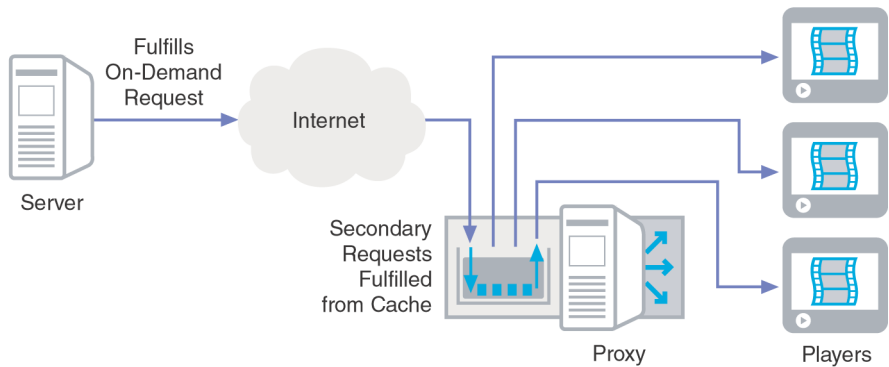 Fulfills
On-Demand
Request
Internet
Server
Secondary
Requests
Fulfilled
from Cache
Proxy
Players